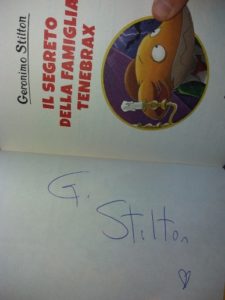 Geronimo Stilton
IL SEGRETO
DELLA FAMIGLIA
TENEBRAX
G.
Stilton